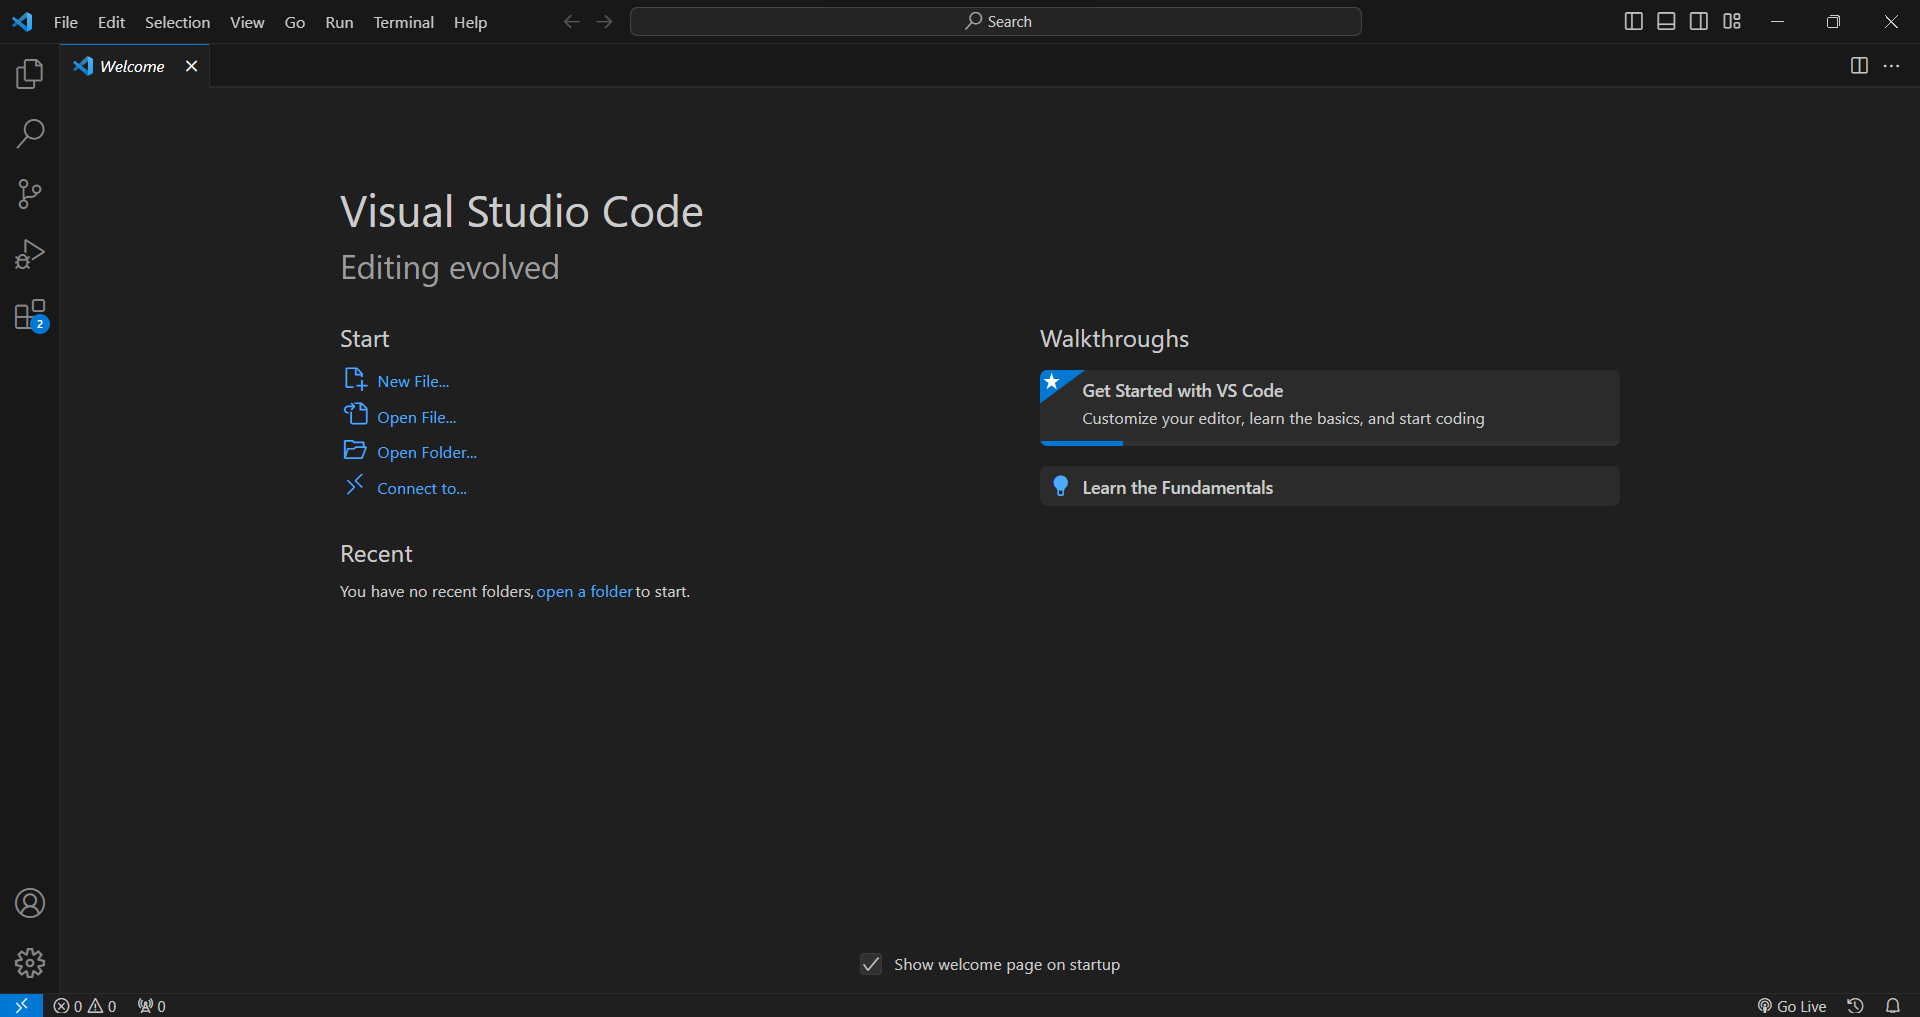 File Edit Selection View Go Run Terminal Help
Search
Welcome
2
Visual Studio Code
Editing evolved
Start
New File...
Open File...
Open Folder...
Connect to...
Recent
You have no recent folders, open a folder to start.
Walkthroughs
Get Started with VS Code
Customize your editor, learn the basics, and start coding
Learn the Fundamentals
Show welcome page on startup
0 0 0
Go Live